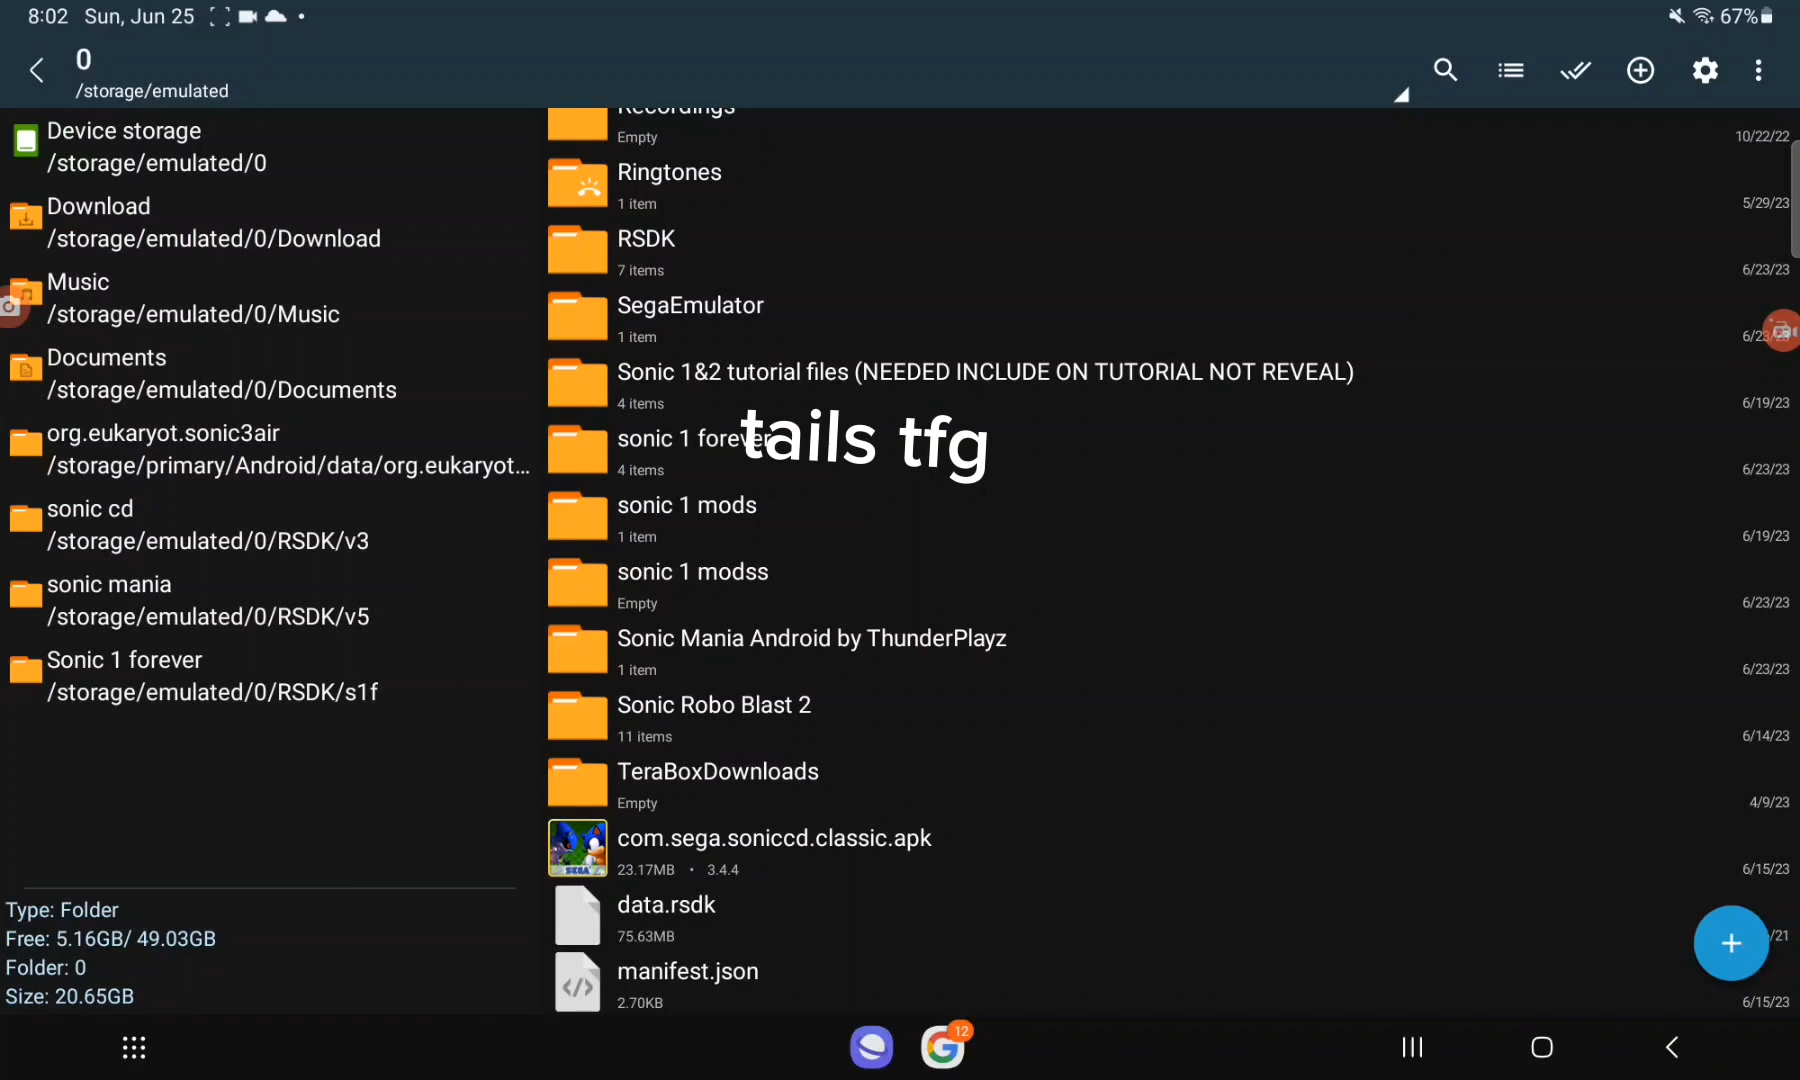 8:02 Sun, Jun 25
67%
0
/storage/emulated
Device storage
/storage/emulated/0
Download
/storage/emulated/0/Download
Music
/storage/emulated/0/Music
Documents
/storage/emulated/0/Documents
org.eukaryot.sonic3air
/storage/primary/Android/data/org.eukaryot...
sonic cd
/storage/emulated/0/RSDK/v3
sonic mania
/storage/emulated/0/RSDK/v5
Sonic 1 forever
/storage/emulated/0/RSDK/s1f
Type: Folder
Free: 5.16GB/ 49.03GB
Folder: 0
Size: 20.65GB
Recordings
Empty
10/22/22
Ringtones
1 item
5/29/23
RSDK
7 items
6/23/23
SegaEmulator
1 item
6/23/23
Sonic 1&2 tutorial files (NEEDED INCLUDE ON TUTORIAL NOT REVEAL)
4 items
6/19/23
tails tfg
sonic 1 forever
4 items
6/23/23
sonic 1 mods
1 item
6/19/23
sonic 1 modss
Empty
6/23/23
Sonic Mania Android by ThunderPlayz
1 item
6/23/23
Sonic Robo Blast 2
11 items
6/14/23
TeraBoxDownloads
Empty
4/9/23
SEGA
com.sega.soniccd.classic.apk
23.17MB • 3.4.4
6/15/23
data.rsdk
75.63MB
/21
manifest.json
2.70KB
6/15/23
12